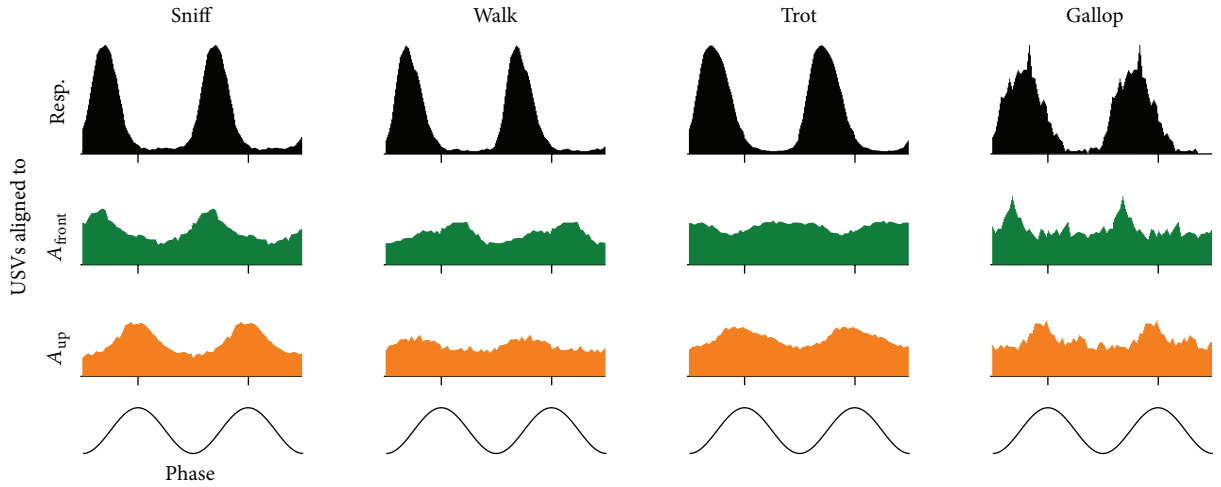 Sniff
Walk
Trot
Gallop
USVs aligned to
Resp.
A_front
A_up
Phase